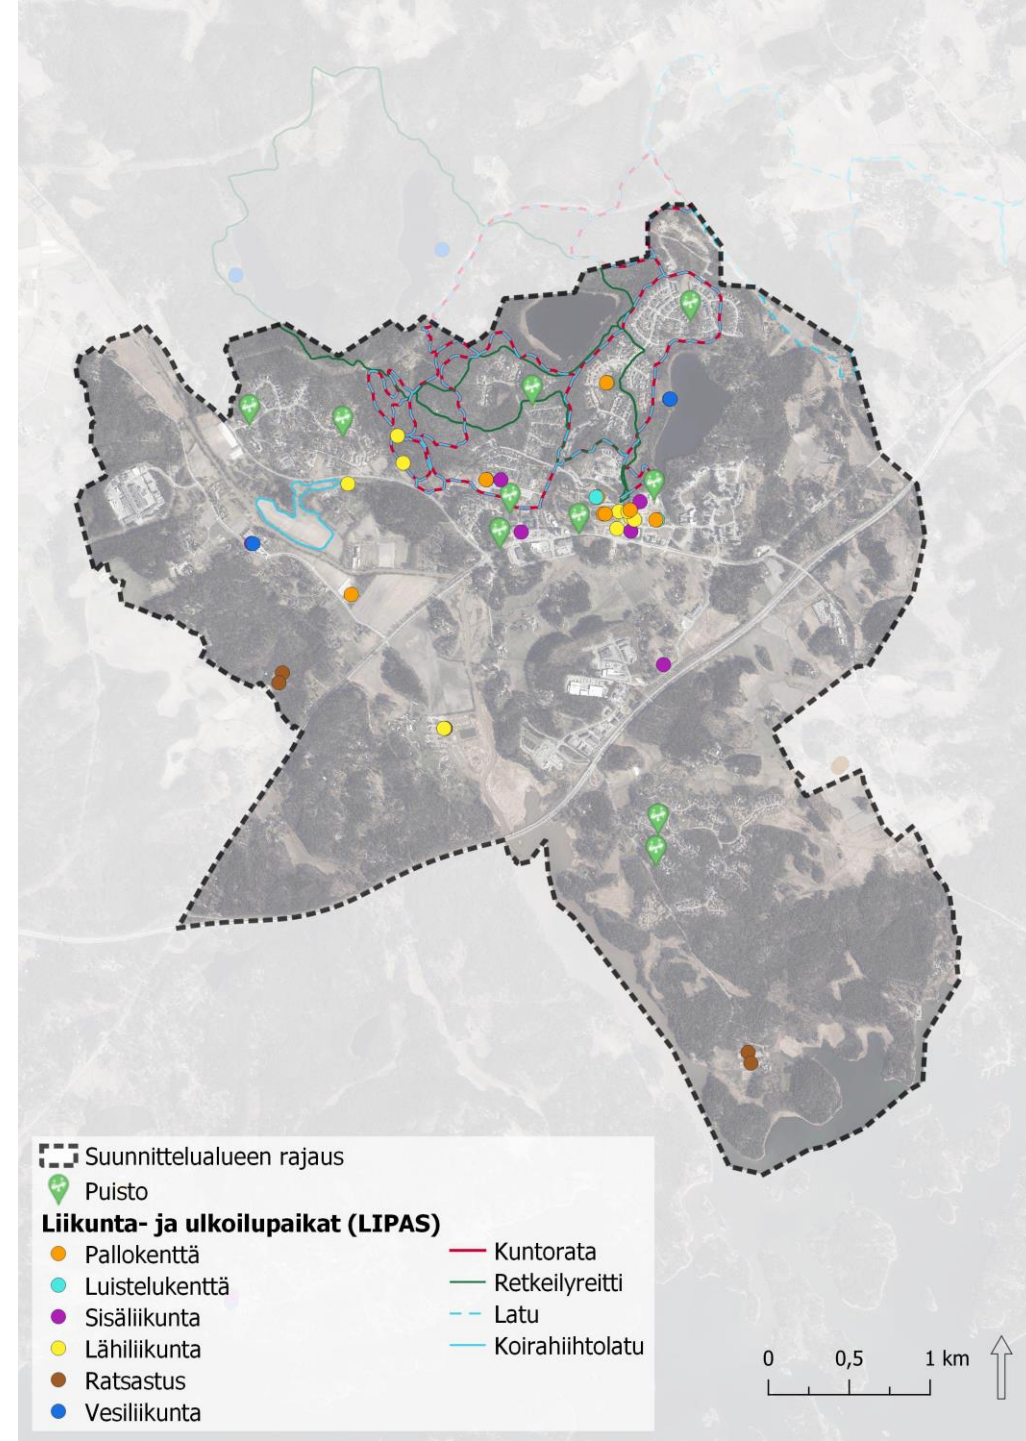 Suunnittelualueen rajaus
Puisto
Liikunta- ja ulkoilupaikat (LIPAS)
Pallokenttä
Luistelukenttä
Sisäliikunta
Lähiliikunta
Ratsastus
Vesiliikunta
Kuntorata
Retkeilyreitti
Latu
Koirahiihtolatu
0 0,5 1 km